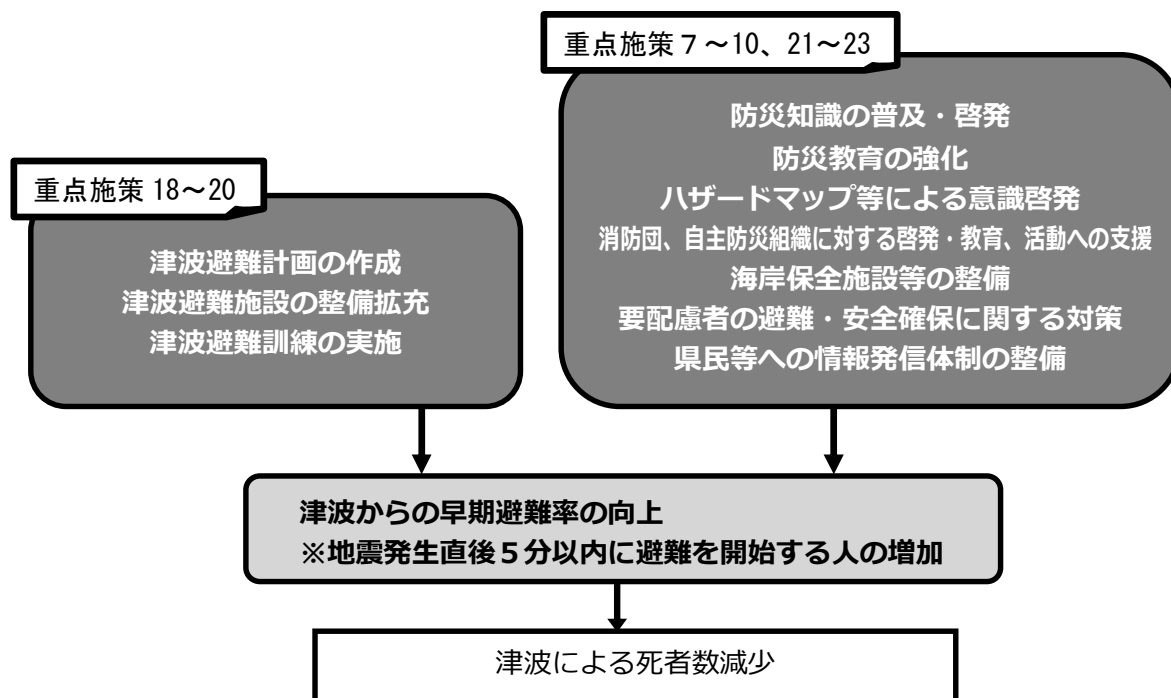 重点施策７～10、21～23
防災知識の普及・啓発
防災教育の強化
ハザードマップ等による意識啓発
消防団、自主防災組織に対する啓発・教育、活動への支援
海岸保全施設等の整備
要配慮者の避難・安全確保に関する対策
県民等への情報発信体制の整備
重点施策 18～20
津波避難計画の作成
津波避難施設の整備拡充
津波避難訓練の実施
津波からの早期避難率の向上
※地震発生直後５分以内に避難を開始する人の増加
津波による死者数減少